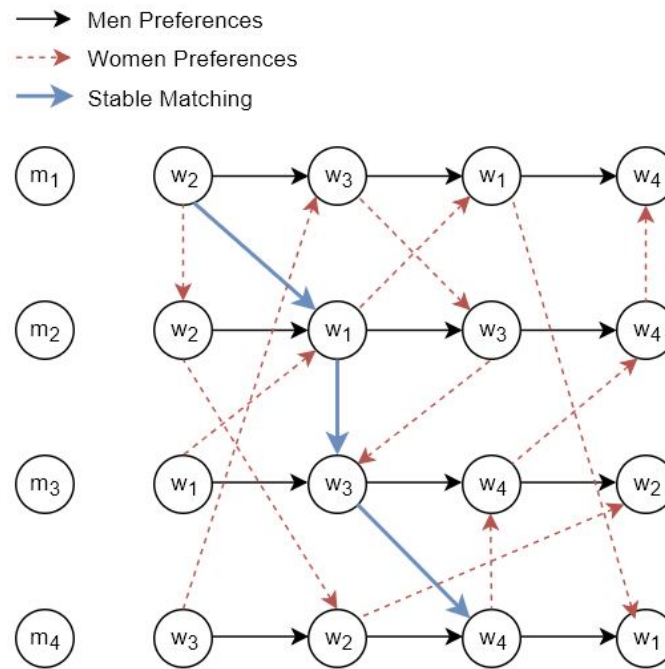 Men Preferences
Women Preferences
Stable Matching
m₁ w₂ w₃ w₁ w₄
m₂ w₂ w₁ w₃ w₄
m₃ w₁ w₃ w₄ w₂
m₄ w₃ w₂ w₄ w₁